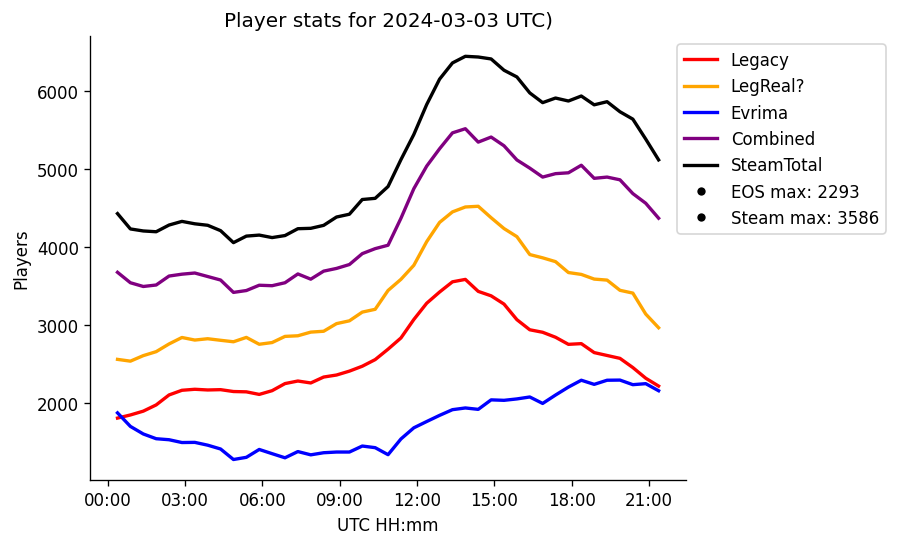 Player stats for 2024-03-03 UTC)
Players
6000
5000
4000
3000
2000
00:00 03:00 06:00 09:00 12:00 15:00 18:00 21:00
UTC HH:mm
Legacy
LegReal?
Evrima
Combined
SteamTotal
EOS max: 2293
Steam max: 3586